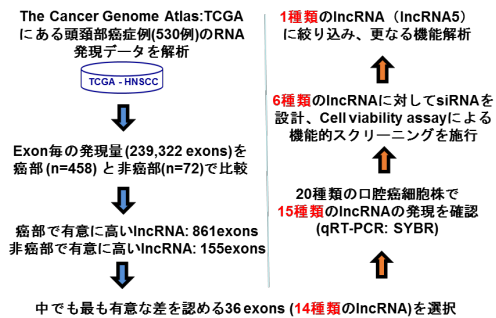 The Cancer Genome Atlas:TCGA
にある頭頚部癌症例(530例)のRNA
発現データを解析
TCGA - HNSCC
Exon毎の発現量(239,322 exons)を
癌部(n=458) と非癌部(n=72)で比較
癌部で有意に高いlncRNA: 861exons
非癌部で有意に高いlncRNA: 155exons
中でも最も有意な差を認める36 exons (14種類のlncRNA)を選択
20種類の口腔癌細胞株で
15種類のlncRNAの発現を確認
(qRT-PCR: SYBR)
6種類のlncRNAに対してsiRNAを
設計、Cell viability assayによる
機能的スクリーニングを施行
1種類のlncRNA（lncRNA5）
に絞り込み、更なる機能解析